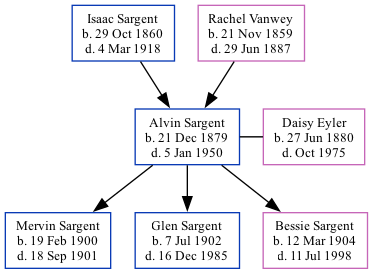 Isaac Sargent
b. 29 Oct 1860
d. 4 Mar 1918
Rachel Vanwey
b. 21 Nov 1859
d. 29 Jun 1887
Alvin Sargent
b. 21 Dec 1879
d. 5 Jan 1950
Daisy Eyler
b. 27 Jun 1880
d. Oct 1975
Mervin Sargent
b. 19 Feb 1900
d. 18 Sep 1901
Glen Sargent
b. 7 Jul 1902
d. 16 Dec 1985
Bessie Sargent
b. 12 Mar 1904
d. 11 Jul 1998